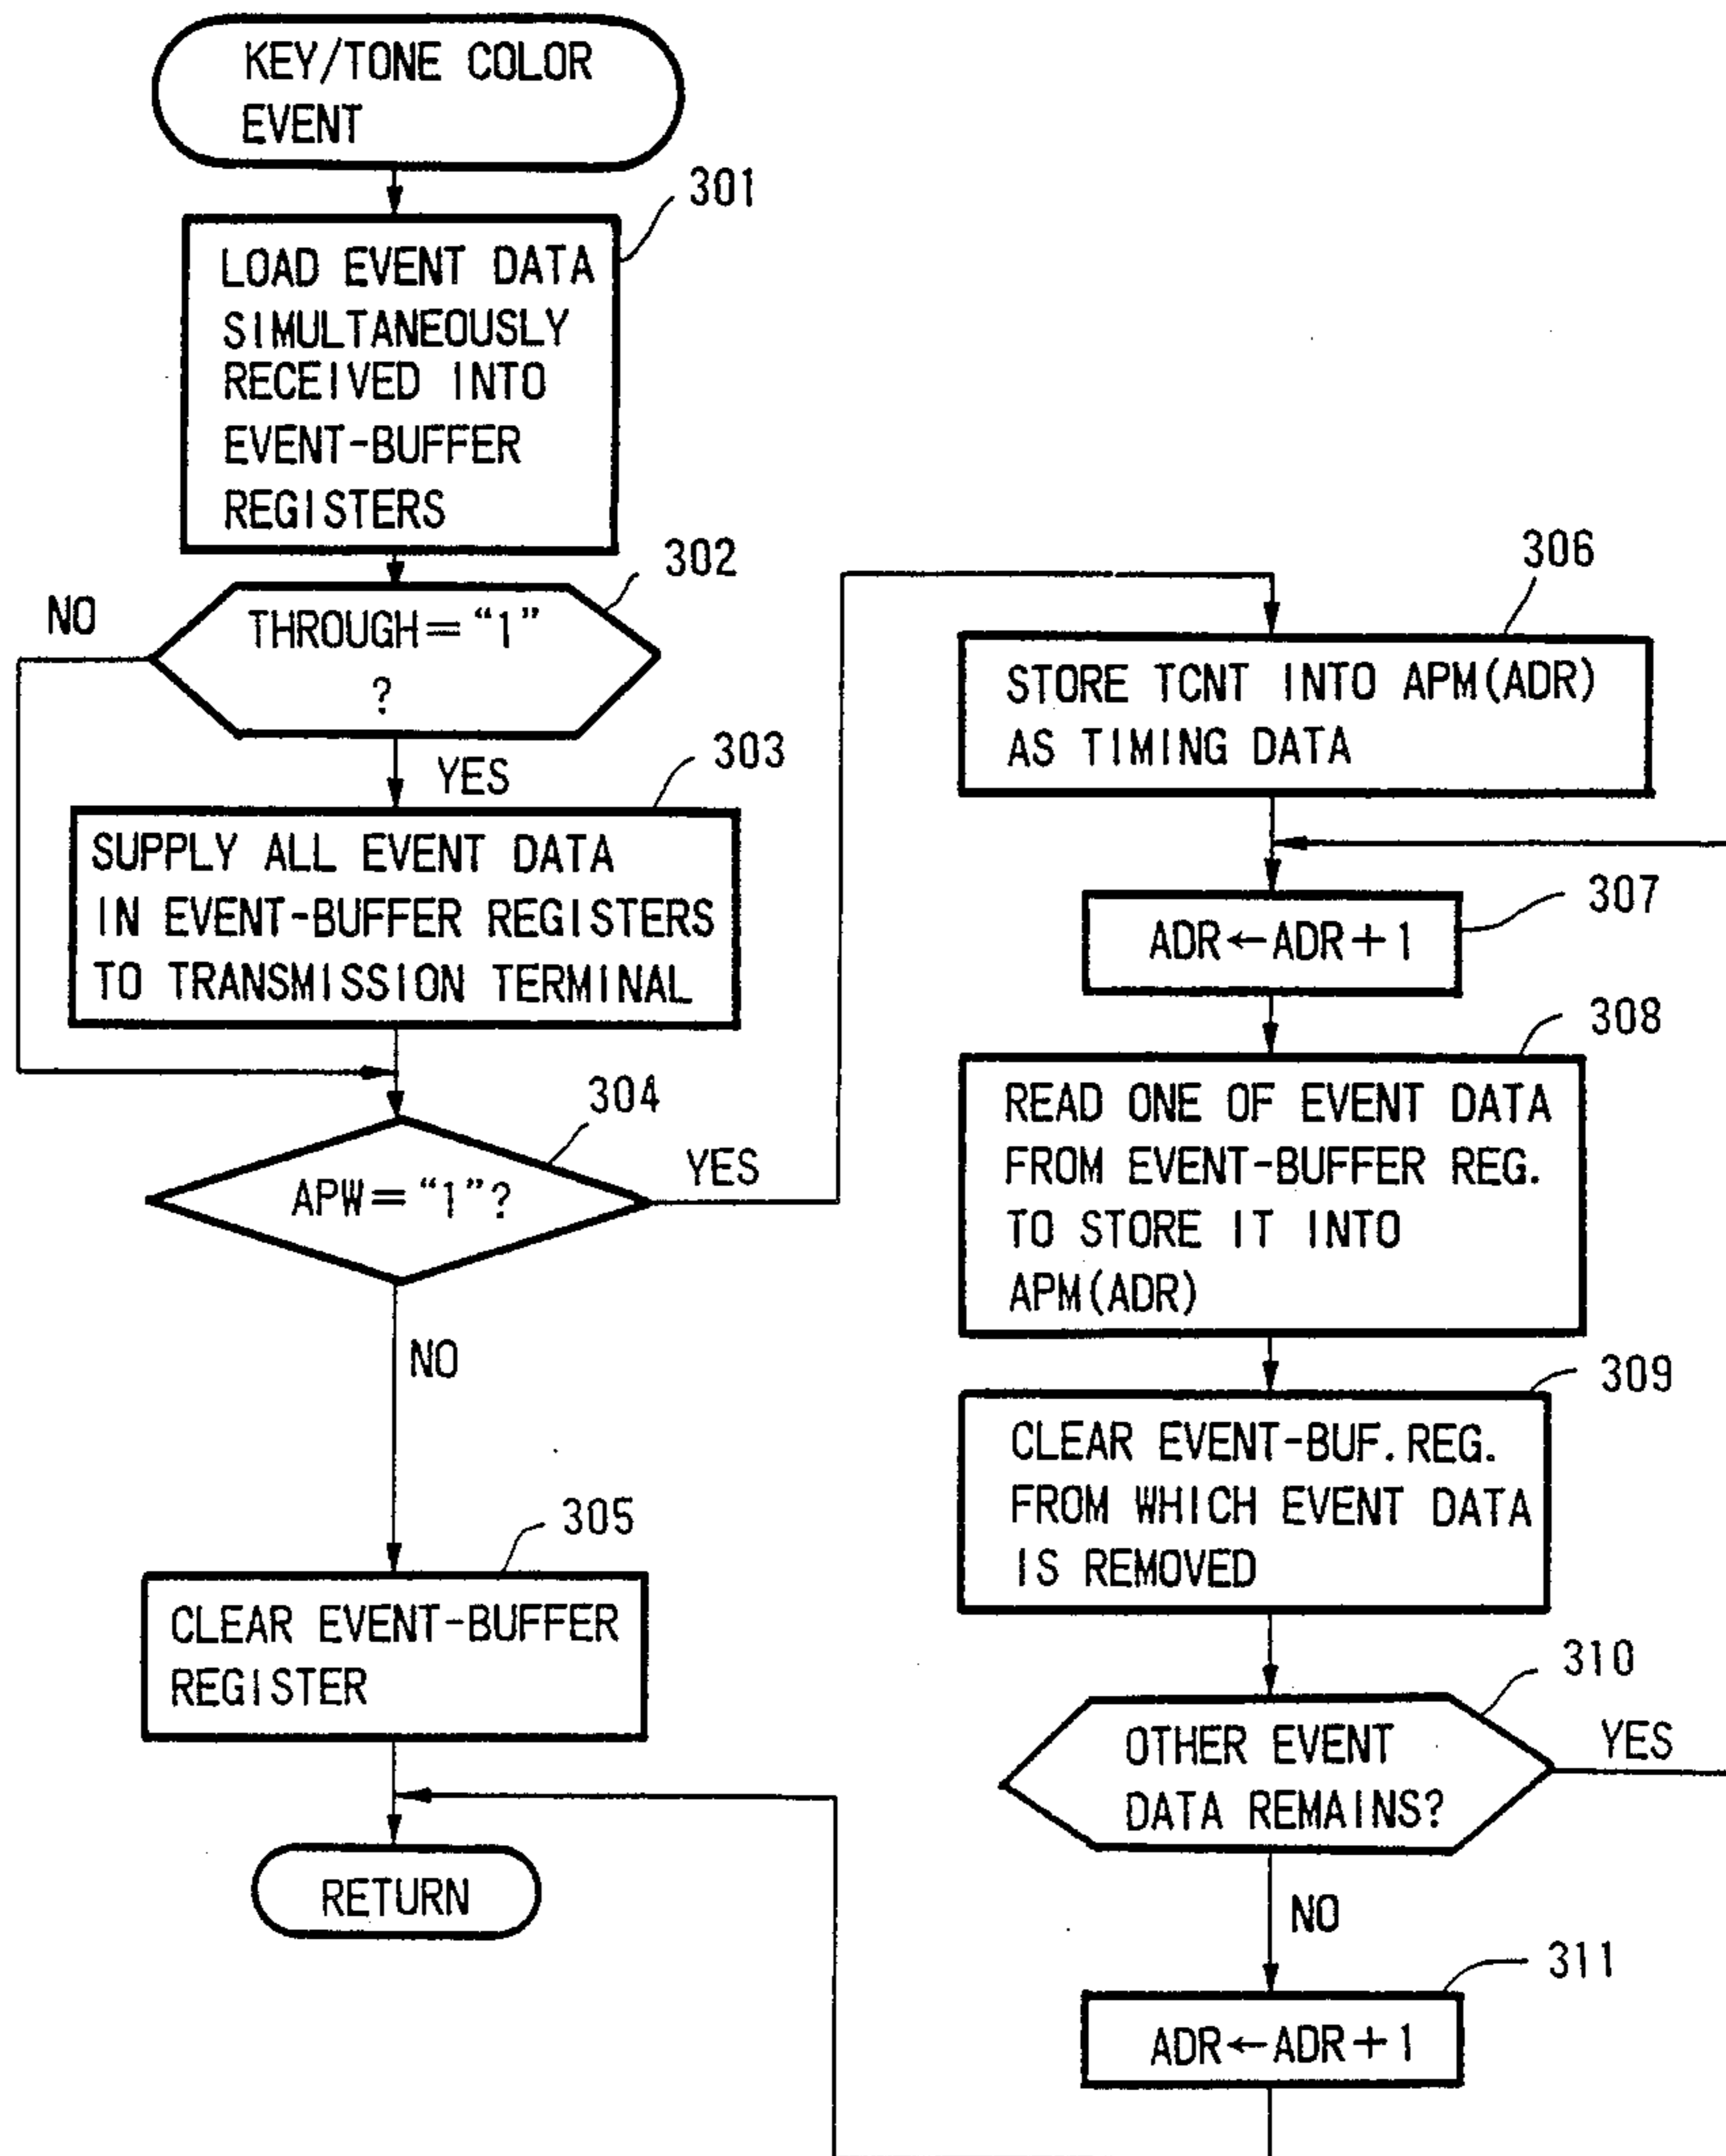 KEY/TONE COLOR
EVENT
301
LOAD EVENT DATA
SIMULTANEOUSLY
RECEIVED INTO
EVENT-BUFFER
REGISTERS
302
NO
THROUGH="1"
?
YES
303
SUPPLY ALL EVENT DATA
IN EVENT-BUFFER REGISTERS
TO TRANSMISSION TERMINAL
304
APW="1"?
YES
NO
305
CLEAR EVENT-BUFFER
REGISTER
RETURN
306
STORE TCNT INTO APM(ADR)
AS TIMING DATA
307
ADR←ADR+1
308
READ ONE OF EVENT DATA
FROM EVENT-BUFFER REG.
TO STORE IT INTO
APM(ADR)
309
CLEAR EVENT-BUF.REG.
FROM WHICH EVENT DATA
IS REMOVED
310
OTHER EVENT
DATA REMAINS?
YES
NO
311
ADR←ADR+1